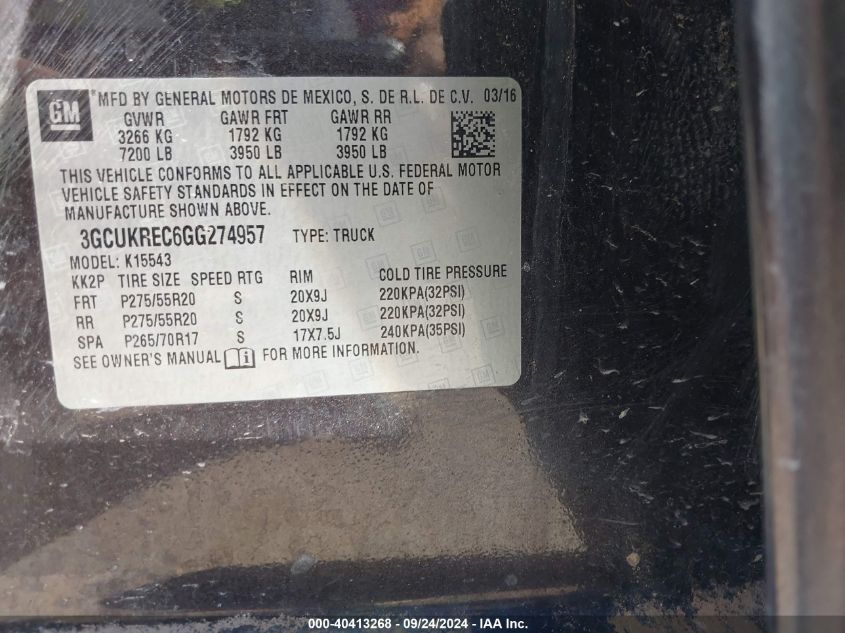 GM *MFD BY GENERAL MOTORS DE MEXICO, S. DE R.L. DE C.V. 03/16
GVWR GAWR FRT GAWR RR
3266 KG 1792 KG 1792 KG
7200 LB 3950 LB 3950 LB
THIS VEHICLE CONFORMS TO ALL APPLICABLE U.S. FEDERAL MOTOR
VEHICLE SAFETY STANDARDS IN EFFECT ON THE DATE OF
MANUFACTURE SHOWN ABOVE.
3GCUKREC6GG274957 TYPE: TRUCK
MODEL: K15543
KK2P TIRE SIZE SPEED RTG RIM COLD TIRE PRESSURE
FRT P275/55R20 S 20X9J 220KPA(32PSI)
RR P275/55R20 S 20X9J 220KPA(32PSI)
SPA P265/70R17 S 17X7.5J 240KPA(35PSI)
SEE OWNER'S MANUAL i FOR MORE INFORMATION.
000-40413268 - 09/24/2024 - IAA Inc.